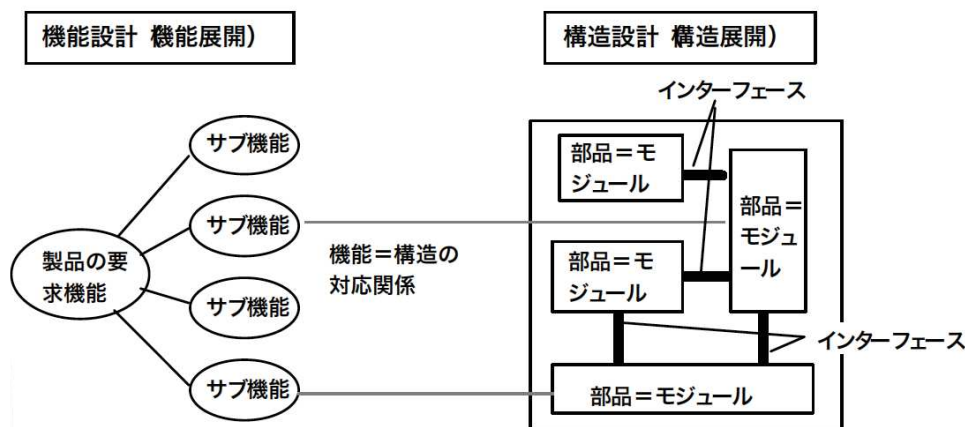 機能設計（機能展開）
構造設計（構造展開）
インターフェース
サブ機能
サブ機能
サブ機能
サブ機能
製品の要
求機能
機能＝構造の
対応関係
部品＝モ
ジュール
部品＝モ
ジュール
部品＝
モジュ
ール
部品＝モジュール
インターフェース